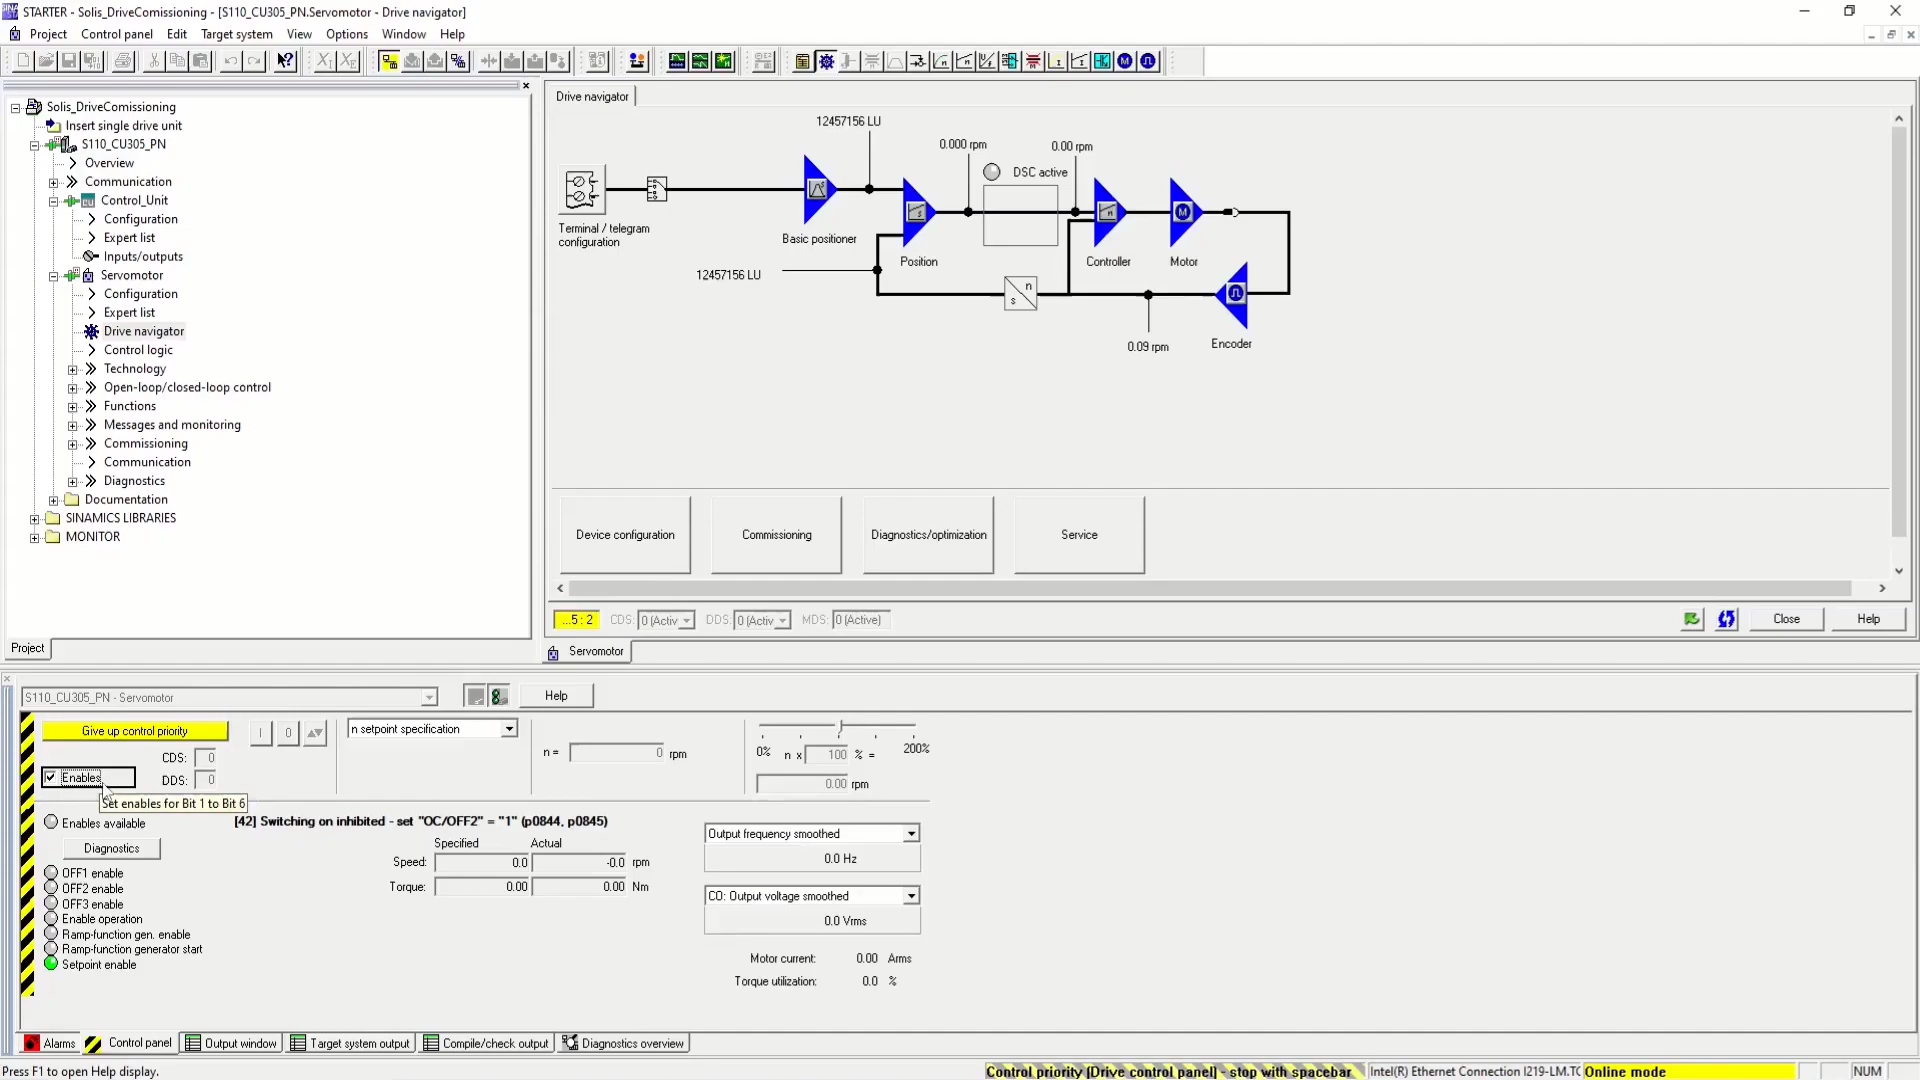 STARTER - Solis_DriveComissioning - [S110_CU305_PN.Servomotor - Drive navigator]
Project Control panel Edit Target system View Options Window Help
Solis_DriveComissioning
Insert single drive unit
S110_CU305_PN
Overview
Communication
Control_Unit
Configuration
Expert list
Inputs/outputs
Servomotor
Configuration
Expert list
Drive navigator
Control logic
Technology
Open-loop/closed-loop control
Functions
Messages and monitoring
Commissioning
Communication
Diagnostics
Documentation
SINAMICS LIBRARIES
MONITOR
Project
Drive navigator
12457156 LU
0.000 rpm
0.00 rpm
DSC active
Terminal / telegram
configuration
Basic positioner
Position
Controller
Motor
12457156 LU
n
s
0.09 rpm
Encoder
Device configuration
Commissioning
Diagnostics/optimization
Service
...5 : 2 CDS: 0 (Activ DDS: 0 (Activ MDS: 0 (Active)
Close Help
Servomotor
S110_CU305_PN - Servomotor
Help
Give up control priority
I 0
n setpoint specification
n = 0 rpm
0% n x 100 % = 200%
0.00 rpm
CDS: 0
Enables
DDS: 0
Set enables for Bit 1 to Bit 6
Enables available
[42] Switching on inhibited - set "OC/OFF2" = "1" (p0844, p0845)
Diagnostics
Specified Actual
Speed: 0.0 -0.0 rpm
Torque: 0.00 0.00 Nm
Output frequency smoothed
0.0 Hz
CO: Output voltage smoothed
0.0 Vrms
Motor current: 0.00 Arms
Torque utilization: 0.0 %
OFF1 enable
OFF2 enable
OFF3 enable
Enable operation
Ramp-function gen. enable
Ramp-function generator start
Setpoint enable
Alarms Control panel Output window Target system output Compile/check output Diagnostics overview
Press F1 to open Help display.
Control priority [Drive control panel] - stop with spacebar
Intel(R) Ethernet Connection I219-LM.TC
Online mode
NUM